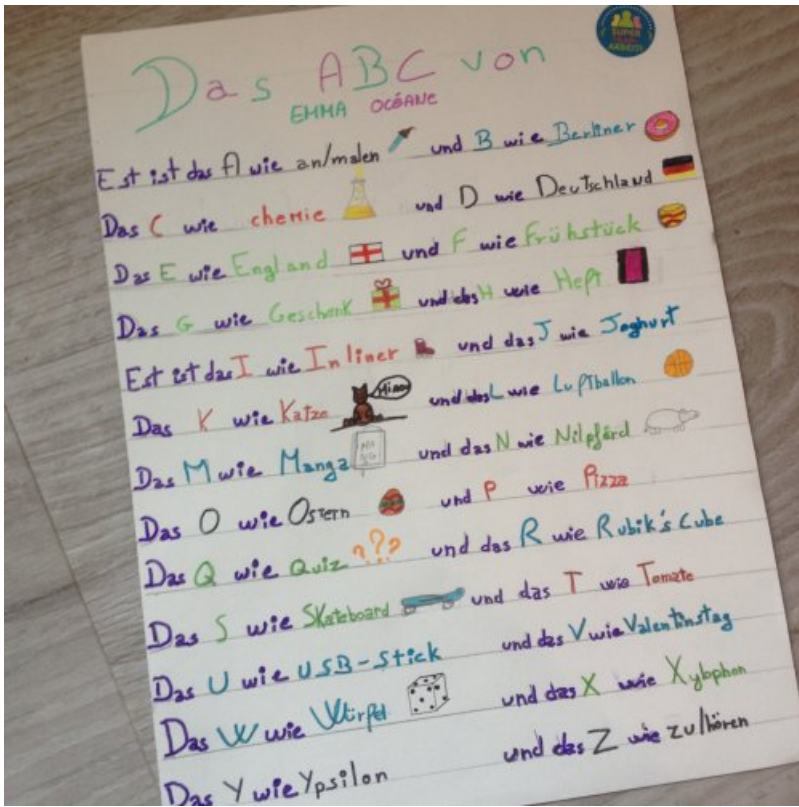 SUPER
TEAM
ARBEIT!
Das ABC von
EMMA OCÉANE
Est ist das A wie an/malen und B wie Berliner
Das C wie chemie und D wie Deutschland
Das E wie England und F wie Frühstück
Das G wie Geschenk und das H wie Heft
Est ist das I wie Inliner und das J wie Joghurt
Das K wie Katze Miaou und das L wie Luftballon
Das M wie Manga MANG und das N wie Nilpférd
Das O wie Ostern und P wie Pizza
Das Q wie Quiz ??? und das R wie Rubik's Cube
Das S wie Skateboard und das T wie Tomate
Das U wie USB-Stick und das V wie Valentinstag
Das W wie Würfel und das X wie Xylophon
Das Y wie Ypsilon und das Z wie zu/hören